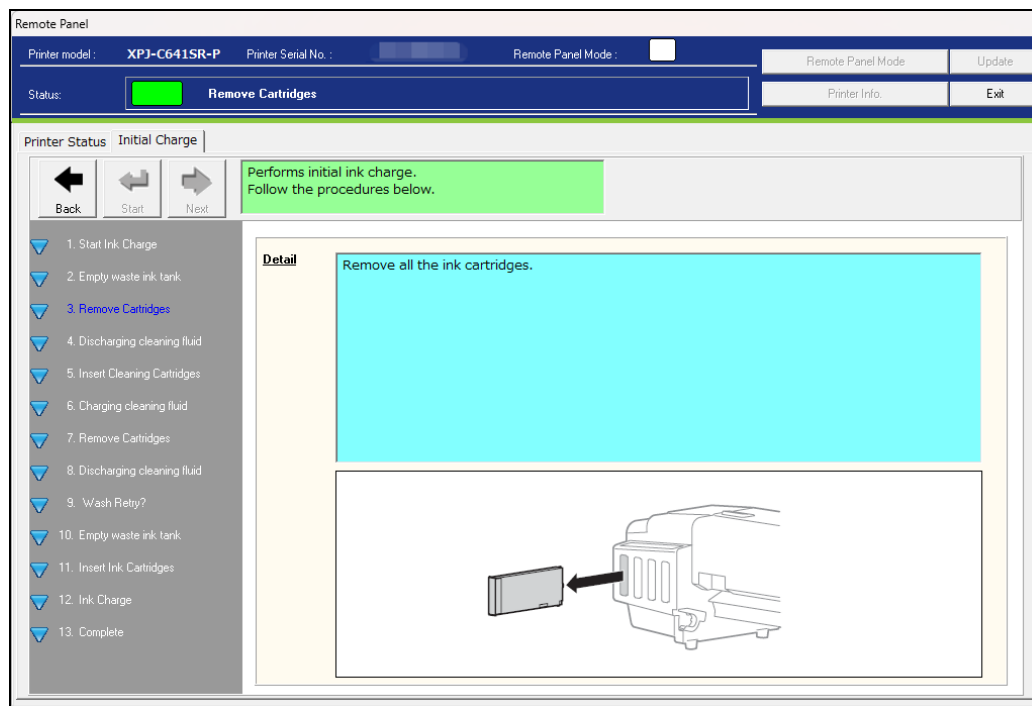 Remote Panel
Printer model : XPJ-C641SR-P Printer Serial No. : Remote Panel Mode :
Remote Panel Mode Update
Status: Remove Cartridges
Printer Info. Exit
Printer Status Initial Charge
Back Start Next
Performs initial ink charge.
Follow the procedures below.
1. Start Ink Charge
2. Empty waste ink tank
3. Remove Cartridges
4. Discharging cleaning fluid
5. Insert Cleaning Cartridges
6. Charging cleaning fluid
7. Remove Cartridges
8. Discharging cleaning fluid
9. Wash Retry?
10. Empty waste ink tank
11. Insert Ink Cartridges
12. Ink Charge
13. Complete
Detail
Remove all the ink cartridges.